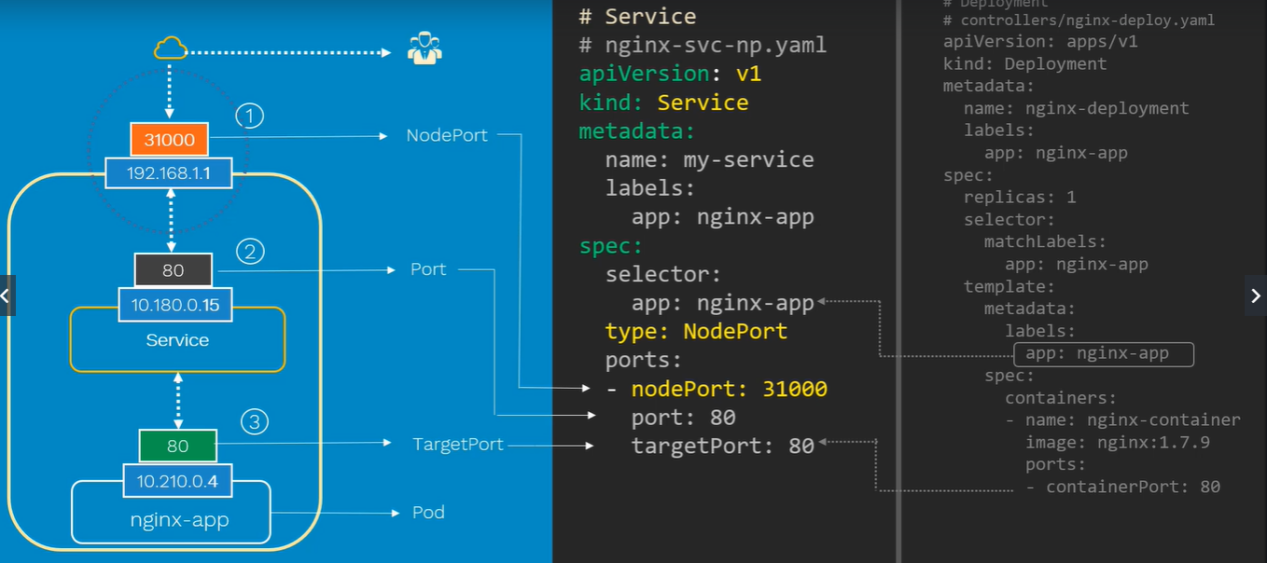 1
31000
192.168.1.1
NodePort
2
80
10.180.0.15
Service
Port
3
80
10.210.0.4
nginx-app
TargetPort
Pod
# Service
# nginx-svc-np.yaml
apiVersion: v1
kind: Service
metadata:
  name: my-service
  labels:
    app: nginx-app
spec:
  selector:
    app: nginx-app
  type: NodePort
  ports:
  - nodePort: 31000
    port: 80
    targetPort: 80
# Deployment
# controllers/nginx-deploy.yaml
apiVersion: apps/v1
kind: Deployment
metadata:
  name: nginx-deployment
  labels:
    app: nginx-app
spec:
  replicas: 1
  selector:
    matchLabels:
      app: nginx-app
  template:
    metadata:
      labels:
        app: nginx-app
    spec:
      containers:
      - name: nginx-container
        image: nginx:1.7.9
        ports:
        - containerPort: 80